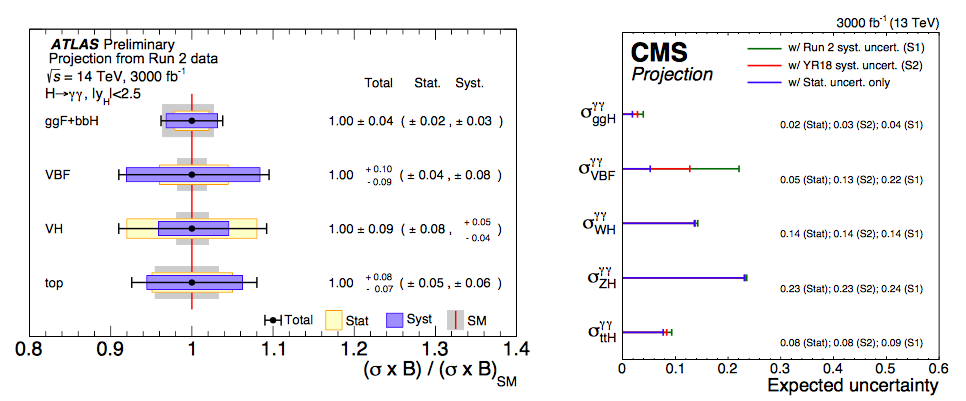 ATLAS Preliminary
Projection from Run 2 data
√s = 14 TeV, 3000 fb⁻¹
H→γγ, |y_H|<2.5
Total Stat. Syst.
ggF+bbH 1.00 ± 0.04 ( ± 0.02 , ± 0.03 )
VBF 1.00 + 0.10 - 0.09 ( ± 0.04 , ± 0.08 )
VH 1.00 ± 0.09 ( ± 0.08 , + 0.05 - 0.04 )
top 1.00 + 0.08 - 0.07 ( ± 0.05 , ± 0.06 )
Total Stat Syst SM
0.8 0.9 1 1.1 1.2 1.3 1.4
(σ x B) / (σ x B)_SM
3000 fb⁻¹ (13 TeV)
CMS
Projection
w/ Run 2 syst. uncert. (S1)
w/ YR18 syst. uncert. (S2)
w/ Stat. uncert. only
σ^γγ_ggH 0.02 (Stat); 0.03 (S2); 0.04 (S1)
σ^γγ_VBF 0.05 (Stat); 0.13 (S2); 0.22 (S1)
σ^γγ_WH 0.14 (Stat); 0.14 (S2); 0.14 (S1)
σ^γγ_ZH 0.23 (Stat); 0.23 (S2); 0.24 (S1)
σ^γγ_ttH 0.08 (Stat); 0.08 (S2); 0.09 (S1)
0 0.1 0.2 0.3 0.4 0.5 0.6
Expected uncertainty